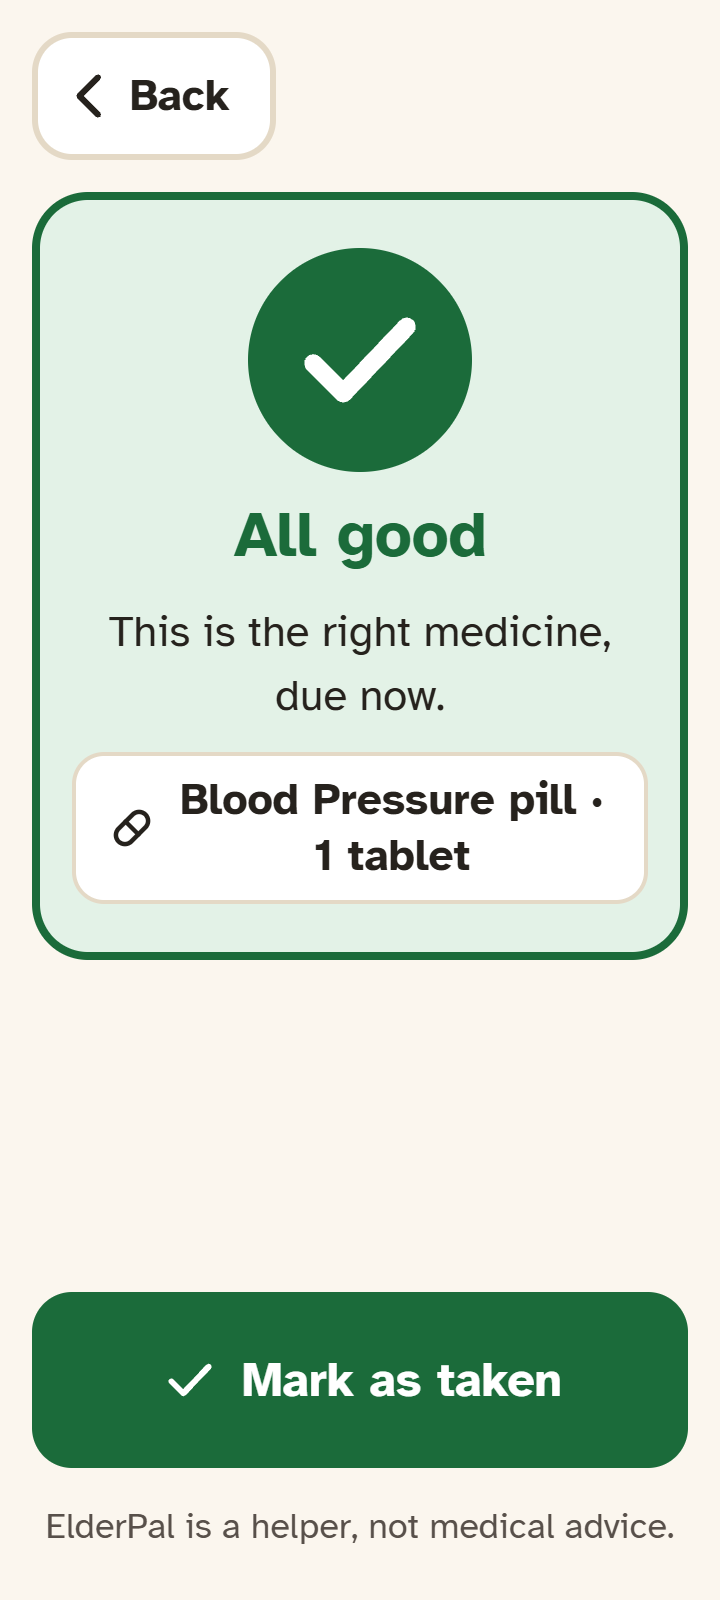 Back
All good
This is the right medicine,
due now.
Blood Pressure pill ·
1 tablet
Mark as taken
ElderPal is a helper, not medical advice.